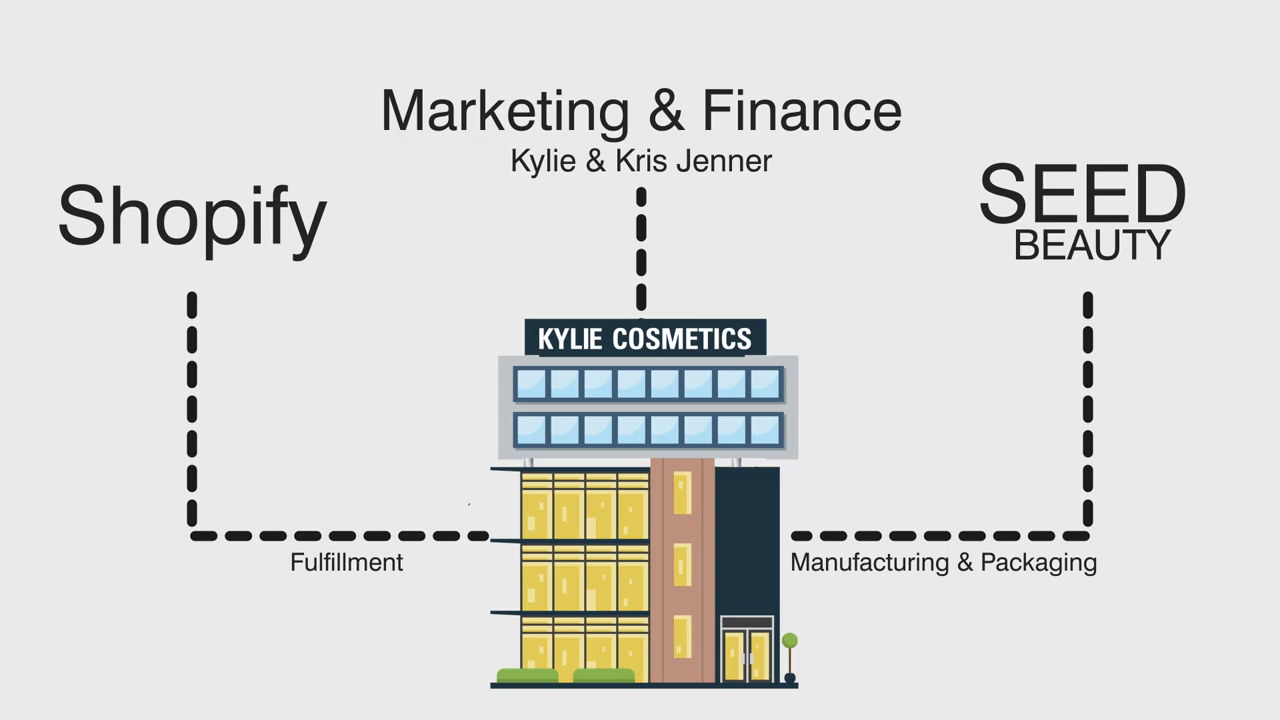 Marketing & Finance
Kylie & Kris Jenner
Shopify
SEED
BEAUTY
KYLIE COSMETICS
Fulfillment
Manufacturing & Packaging